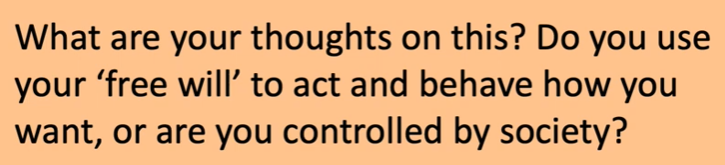 What are your thoughts on this? Do you use
your ‘free will’ to act and behave how you
want, or are you controlled by society?